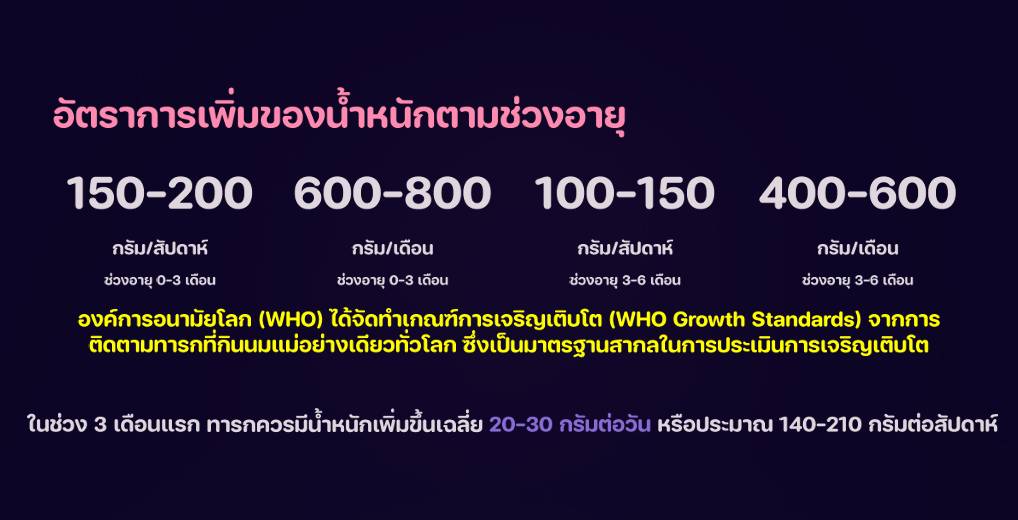 อัตราการเพิ่มของน้ำหนักตามช่วงอายุ
150-200 600-800 100-150 400-600
กรัม/สัปดาห์ กรัม/เดือน กรัม/สัปดาห์ กรัม/เดือน
ช่วงอายุ 0-3 เดือน ช่วงอายุ 0-3 เดือน ช่วงอายุ 3-6 เดือน ช่วงอายุ 3-6 เดือน
องค์การอนามัยโลก (WHO) ได้จัดทำเกณฑ์การเจริญเติบโต (WHO Growth Standards) จากการ
ติดตามทารกที่กินนมแม่อย่างเดียวทั่วโลก ซึ่งเป็นมาตรฐานสากลในการประเมินการเจริญเติบโต
ในช่วง 3 เดือนแรก ทารกควรมีน้ำหนักเพิ่มขึ้นเฉลี่ย 20-30 กรัมต่อวัน หรือประมาณ 140-210 กรัมต่อสัปดาห์